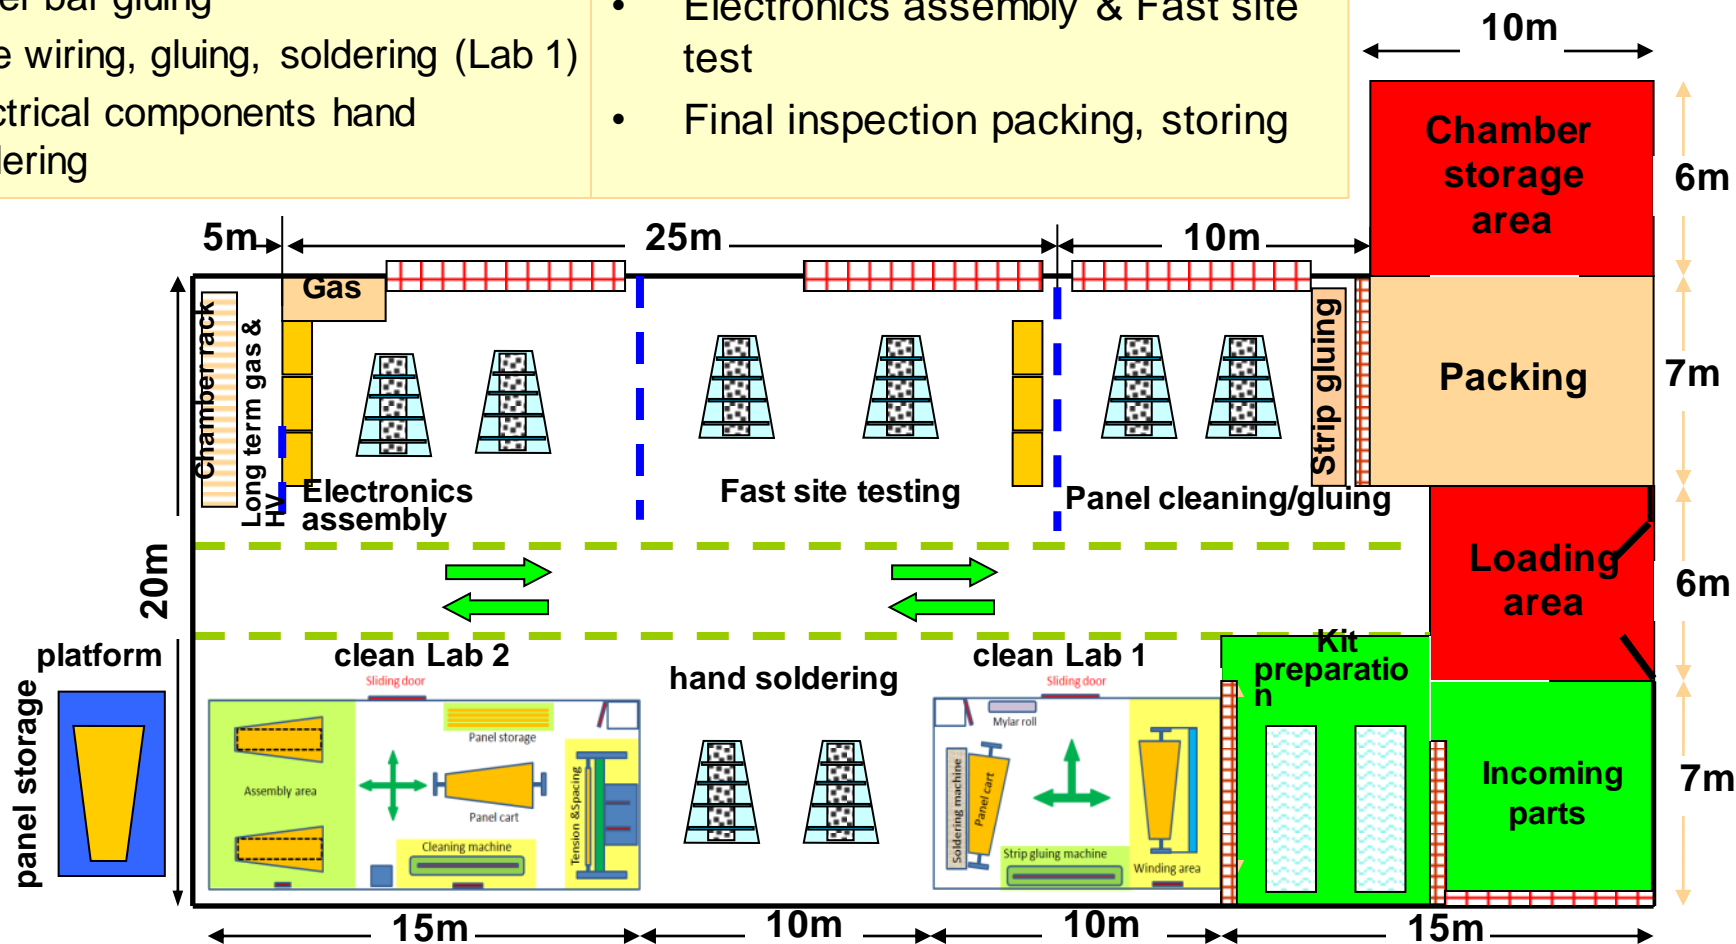 wiring, gluing, soldering (Lab 1)
components hand
• Electronics assembly & Fast site
test
• Final inspection packing, storing
10m
Chamber
storage
area
6m
5m
25m
10m
Gas
Chamber rack
Long term gas &
HV
Strip gluing
Packing
7m
Electronics
assembly
Fast site testing
Panel cleaning/gluing
20m
Loading
area
6m
platform
panel storage
clean Lab 2
Sliding door
Panel storage
Assembly area
Panel cart
Cleaning machine
Tension &Spacing
hand soldering
clean Lab 1
Sliding door
Mylar roll
Soldering machine
Panel cart
Strip gluing machine
Winding area
Kit
preparatio
n
Incoming
parts
7m
15m
10m
10m
15m